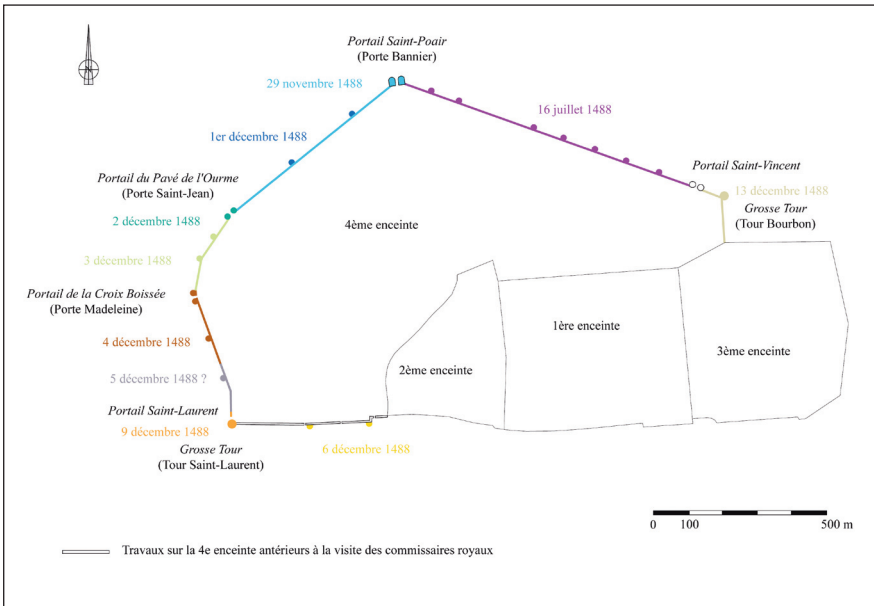 Portail Saint-Poair
(Porte Bannier)
N
29 novembre 1488
16 juillet 1488
1er décembre 1488
Portail Saint-Vincent
Portail du Pavé de l'Ourme
(Porte Saint-Jean)
13 décembre 1488
Grosse Tour
(Tour Bourbon)
2 décembre 1488
4ème enceinte
3 décembre 1488
Portail de la Croix Boissée
(Porte Madeleine)
1ère enceinte
4 décembre 1488
3ème enceinte
2ème enceinte
5 décembre 1488 ?
Portail Saint-Laurent
9 décembre 1488
Grosse Tour
(Tour Saint-Laurent)
6 décembre 1488
0 100 500 m
Travaux sur la 4e enceinte antérieurs à la visite des commissaires royaux